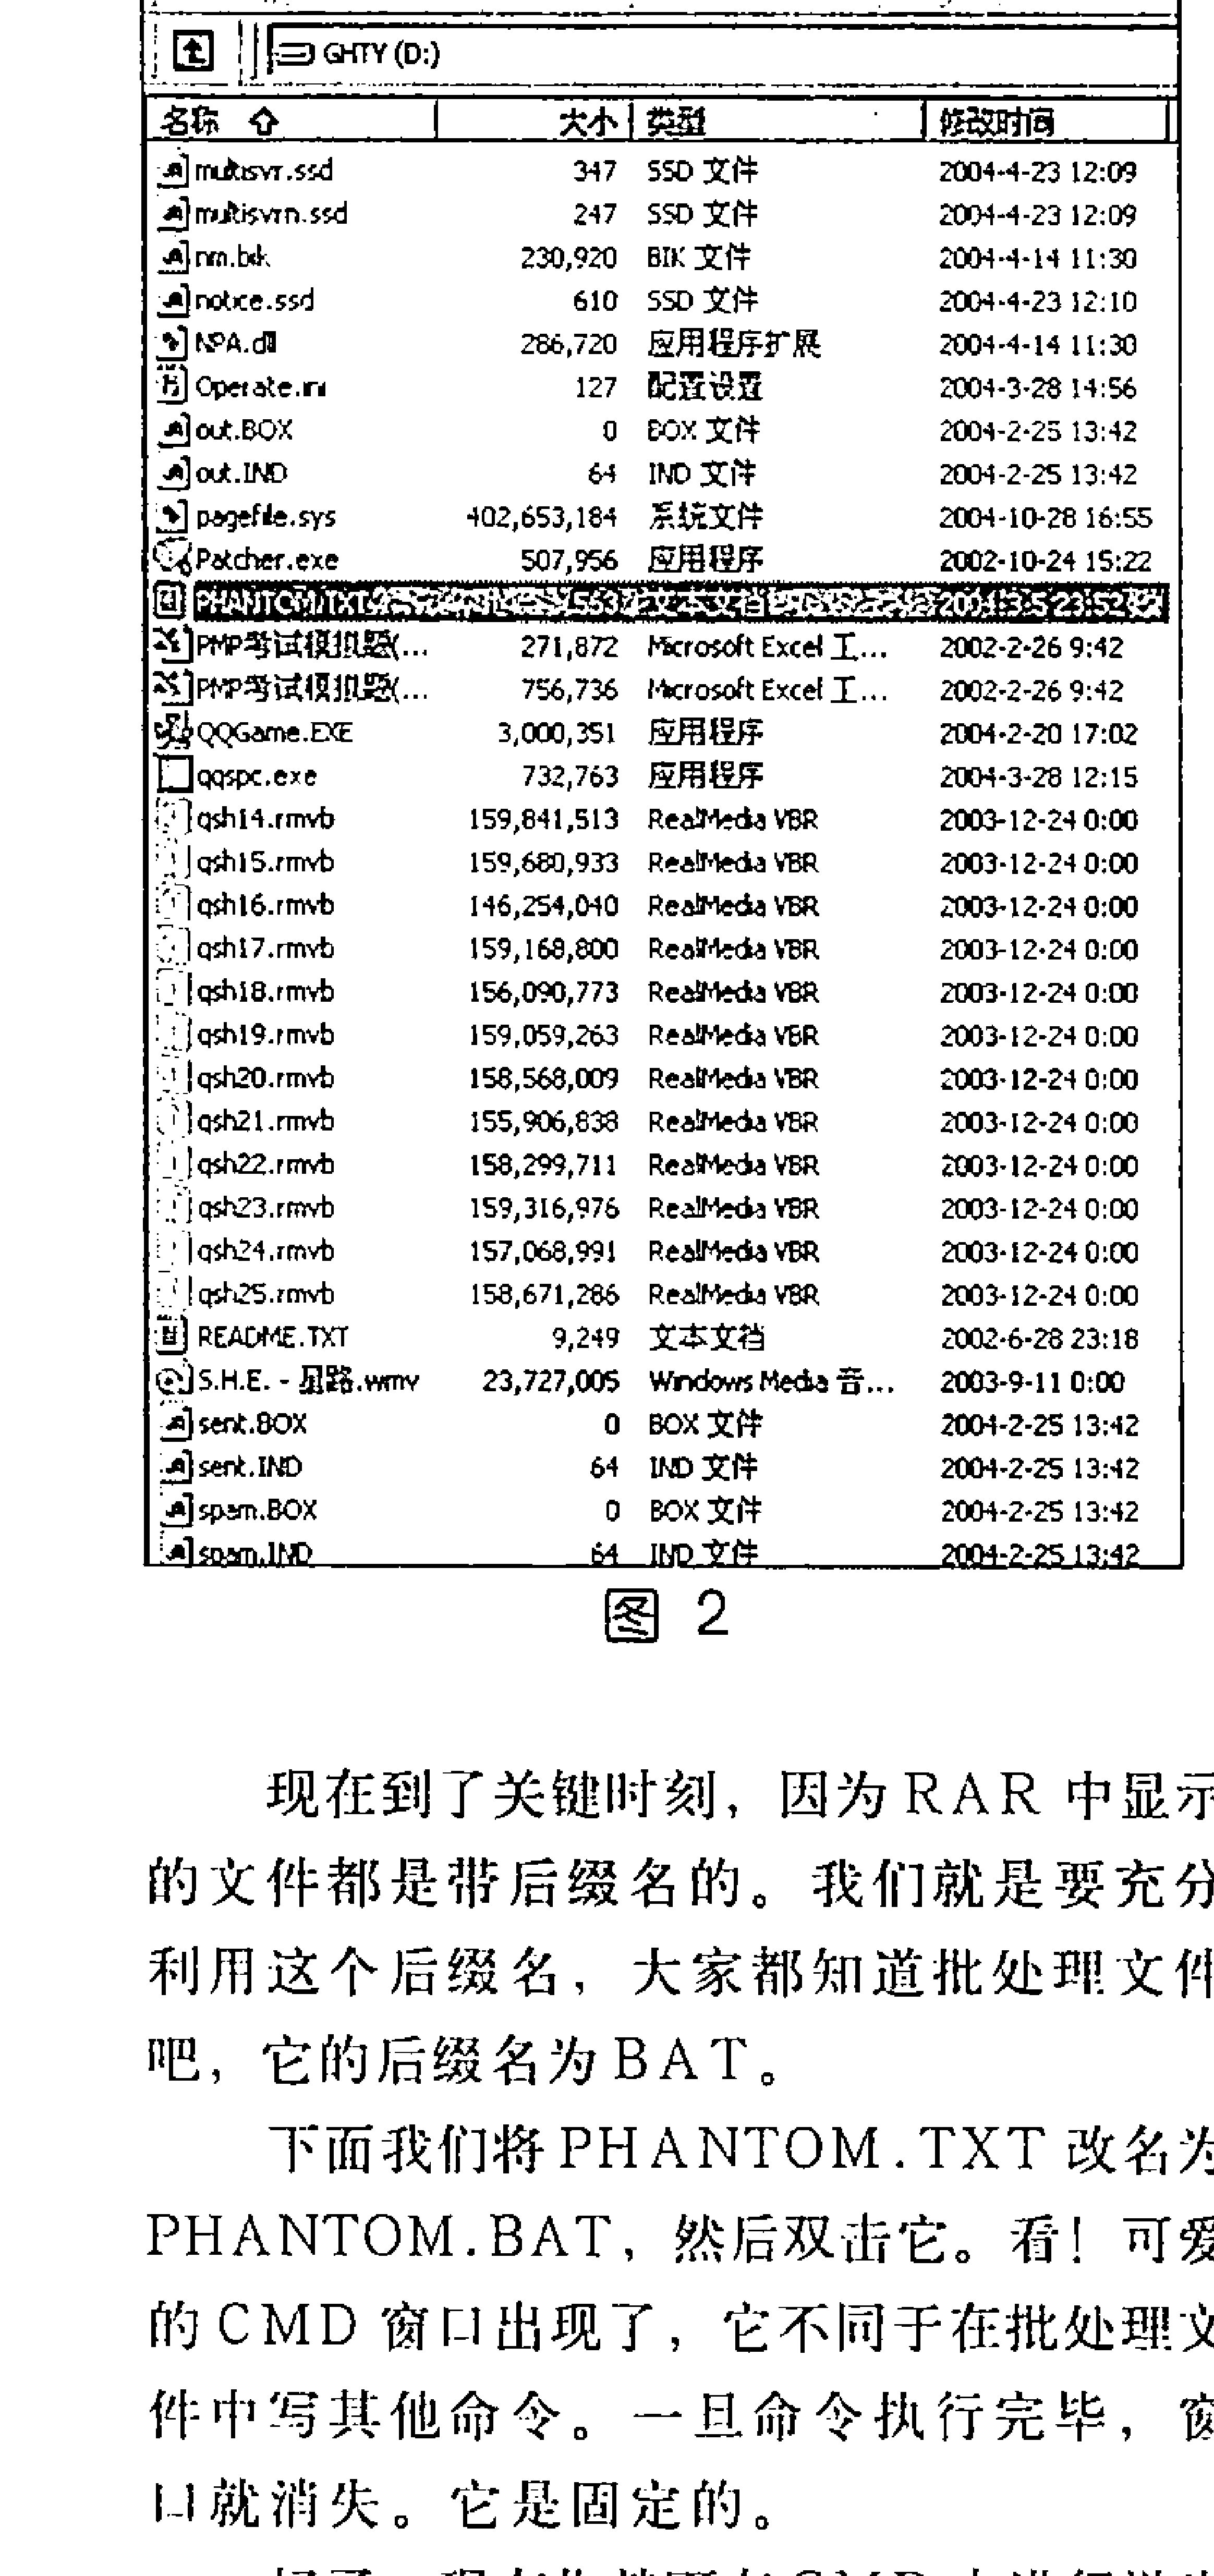 GHTY (D:)
名称 大小 类型 修改时间
multisvr.ssd 347 SSD 文件 2004-4-23 12:09
multisvrn.ssd 247 SSD 文件 2004-4-23 12:09
nm.bik 230,920 BIK 文件 2004-4-14 11:30
notice.ssd 610 SSD 文件 2004-4-23 12:10
NPA.dll 286,720 应用程序扩展 2004-4-14 11:30
Operate.ini 127 配置设置 2004-3-28 14:56
out.BOX 0 BOX 文件 2004-2-25 13:42
out.IND 64 IND 文件 2004-2-25 13:42
pagefile.sys 402,653,184 系统文件 2004-10-28 16:55
Patcher.exe 507,956 应用程序 2002-10-24 15:22
PHANTOM.TXT 文本文档 2004-3-5 23:52
PMP考试模拟题(... 271,872 Microsoft Excel 工... 2002-2-26 9:42
PMP考试模拟题(... 756,736 Microsoft Excel 工... 2002-2-26 9:42
QQGame.EXE 3,000,351 应用程序 2004-2-20 17:02
qqspc.exe 732,763 应用程序 2004-3-28 12:15
qsh14.rmvb 159,841,513 RealMedia VBR 2003-12-24 0:00
qsh15.rmvb 159,680,933 RealMedia VBR 2003-12-24 0:00
qsh16.rmvb 146,254,040 RealMedia VBR 2003-12-24 0:00
qsh17.rmvb 159,168,800 RealMedia VBR 2003-12-24 0:00
qsh18.rmvb 156,090,773 RealMedia VBR 2003-12-24 0:00
qsh19.rmvb 159,059,263 RealMedia VBR 2003-12-24 0:00
qsh20.rmvb 158,568,009 RealMedia VBR 2003-12-24 0:00
qsh21.rmvb 155,906,838 RealMedia VBR 2003-12-24 0:00
qsh22.rmvb 158,299,711 RealMedia VBR 2003-12-24 0:00
qsh23.rmvb 159,316,976 RealMedia VBR 2003-12-24 0:00
qsh24.rmvb 157,068,991 RealMedia VBR 2003-12-24 0:00
qsh25.rmvb 158,671,286 RealMedia VBR 2003-12-24 0:00
README.TXT 9,249 文本文档 2002-6-28 23:18
S.H.E. - 星路.wmv 23,727,005 Windows Media 音... 2003-9-11 0:00
sent.BOX 0 BOX 文件 2004-2-25 13:42
sent.IND 64 IND 文件 2004-2-25 13:42
spam.BOX 0 BOX 文件 2004-2-25 13:42
spam.IND 64 IND 文件 2004-2-25 13:42
图 2
现在到了关键时刻，因为RAR 中显示
的文件都是带后缀名的。我们就是要充分
利用这个后缀名，大家都知道批处理文件
吧，它的后缀名为BAT。
下面我们将PHANTOM.TXT 改名为
PHANTOM.BAT，然后双击它。看！可爱
的CMD 窗口出现了，它不同于在批处理文
件中写其他命令。一旦命令执行完毕，窗
口就消失。它是固定的。